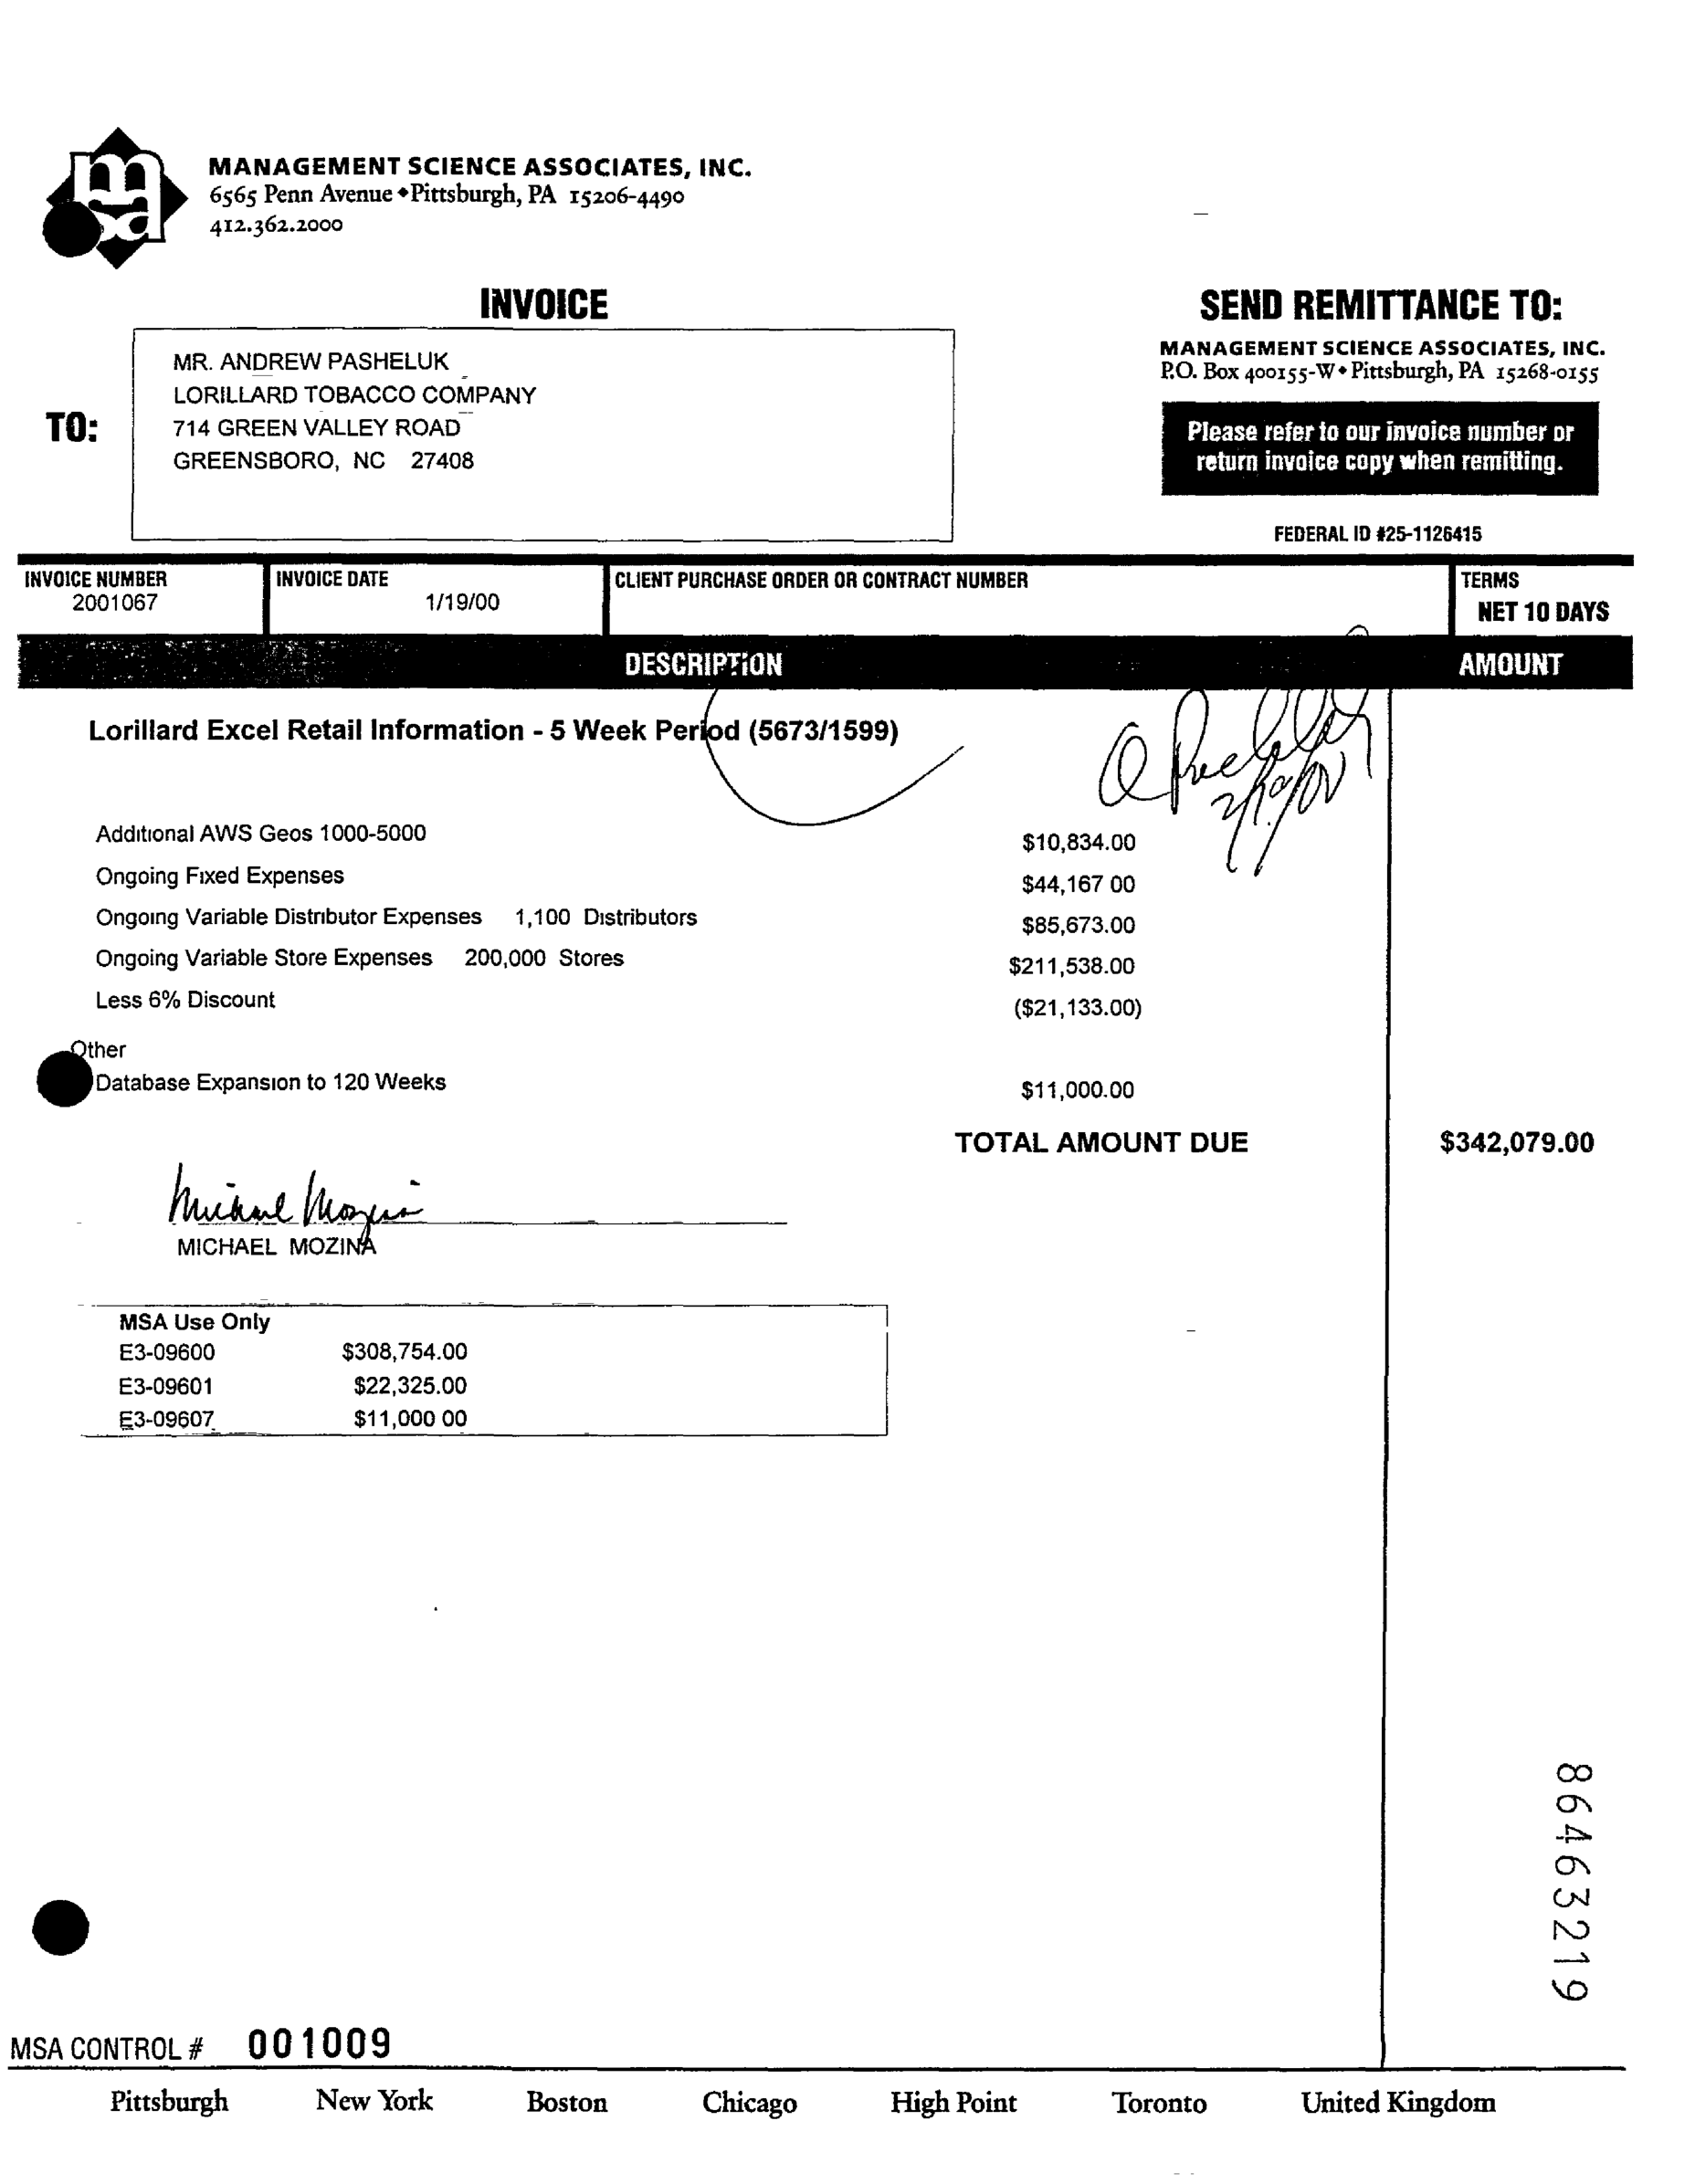 msa
MANAGEMENT SCIENCE ASSOCIATES, INC.
6565 Penn Avenue ◆ Pittsburgh, PA 15206-4490
412.362.2000
INVOICE
TO:
MR. ANDREW PASHELUK
LORILLARD TOBACCO COMPANY
714 GREEN VALLEY ROAD
GREENSBORO, NC 27408
SEND REMITTANCE TO:
MANAGEMENT SCIENCE ASSOCIATES, INC.
P.O. Box 400155-W ◆ Pittsburgh, PA 15268-0155
Please refer to our invoice number or
return invoice copy when remitting.
FEDERAL ID #25-1126415
INVOICE NUMBER INVOICE DATE CLIENT PURCHASE ORDER OR CONTRACT NUMBER TERMS
2001067 1/19/00 NET 10 DAYS
DESCRIPTION AMOUNT
Lorillard Excel Retail Information - 5 Week Period (5673/1599)
Additional AWS Geos 1000-5000 $10,834.00
Ongoing Fixed Expenses $44,167 00
Ongoing Variable Distributor Expenses 1,100 Distributors $85,673.00
Ongoing Variable Store Expenses 200,000 Stores $211,538.00
Less 6% Discount ($21,133.00)
Other
Database Expansion to 120 Weeks $11,000.00
TOTAL AMOUNT DUE $342,079.00
Michael Mozina
MICHAEL MOZINA
MSA Use Only
E3-09600 $308,754.00
E3-09601 $22,325.00
E3-09607 $11,000 00
86463219
MSA CONTROL # 001009
Pittsburgh New York Boston Chicago High Point Toronto United Kingdom